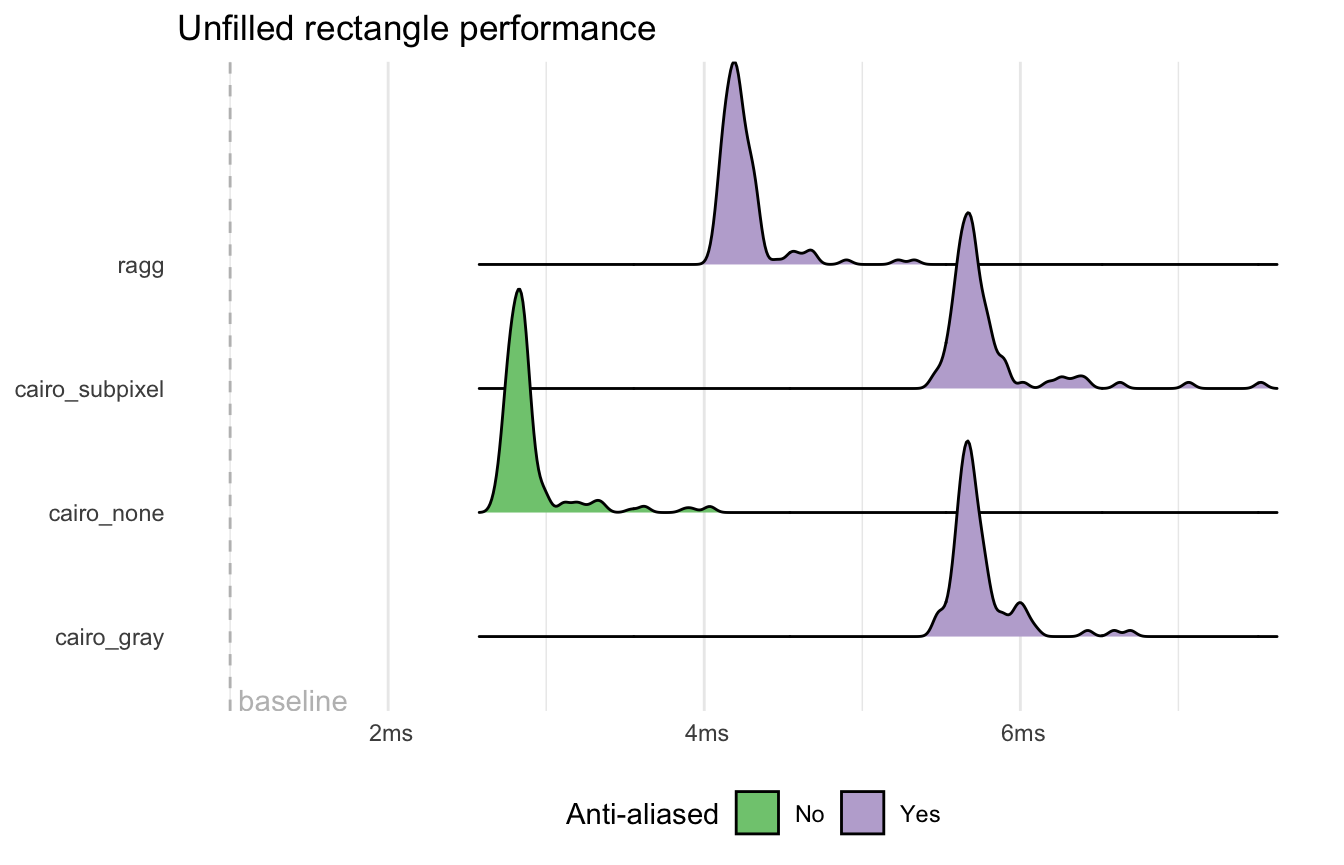 Unfilled rectangle performance
ragg
cairo_subpixel
cairo_none
cairo_gray
baseline
2ms 4ms 6ms
Anti-aliased No Yes